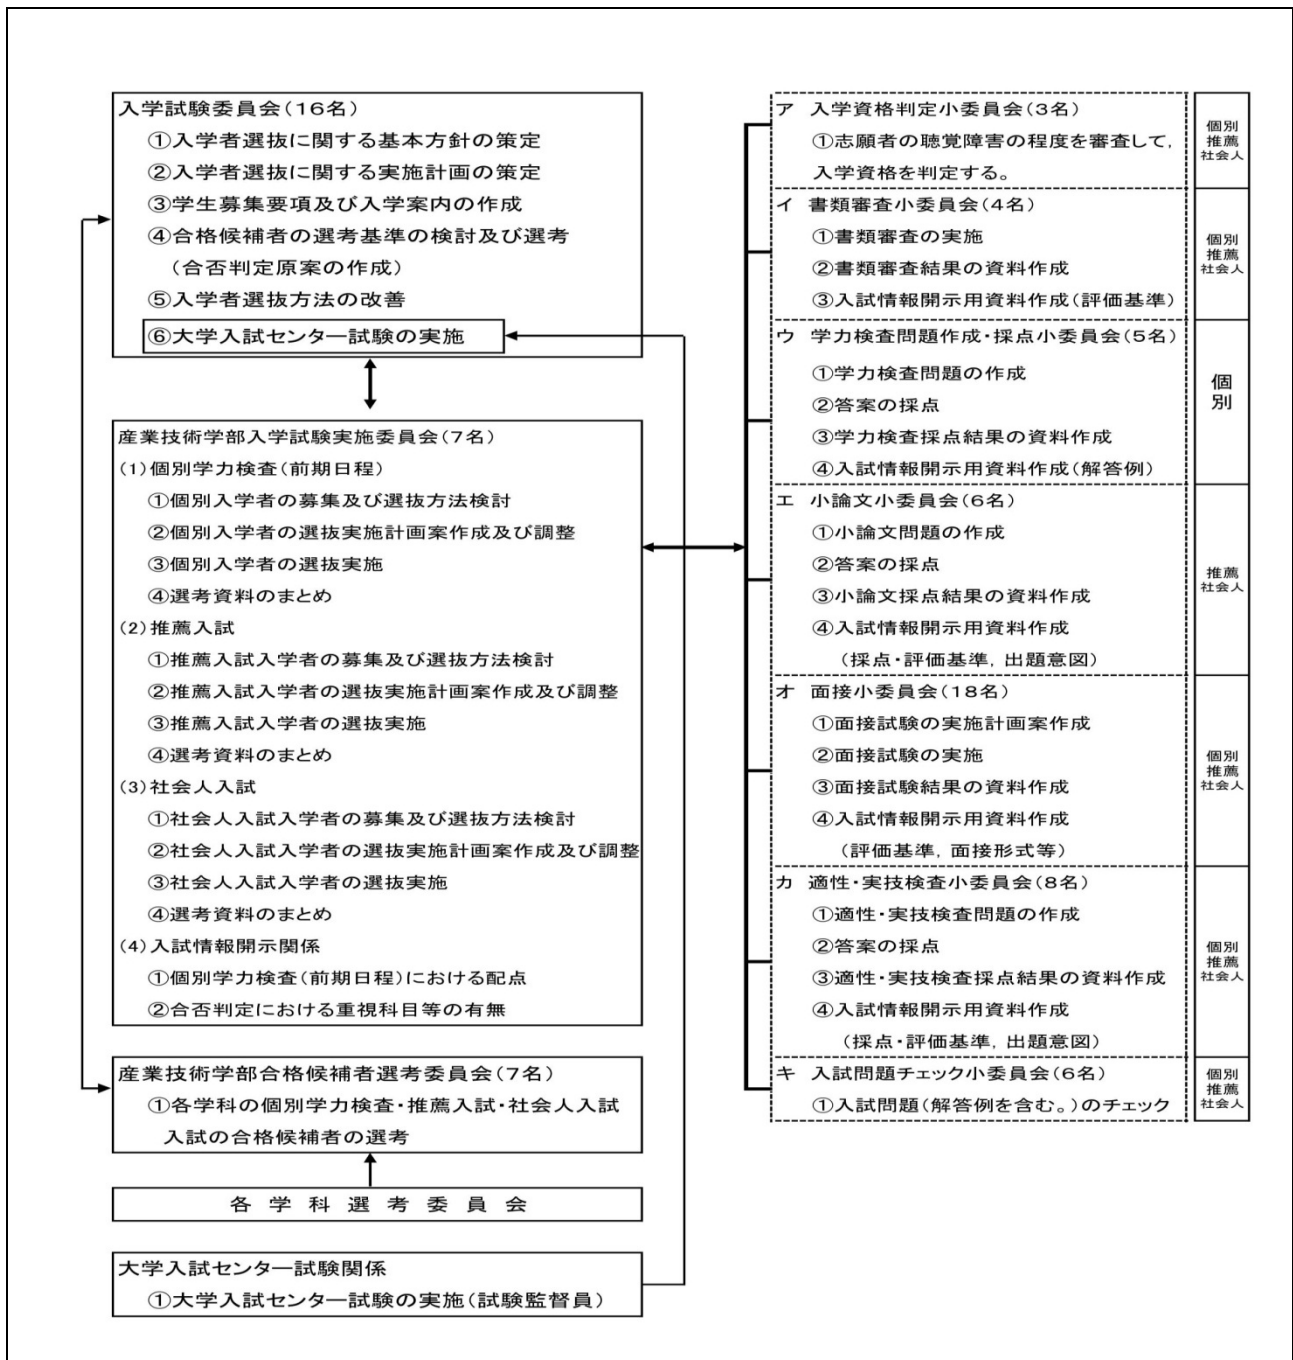 入学試験委員会(16名)
①入学者選抜に関する基本方針の策定
②入学者選抜に関する実施計画の策定
③学生募集要項及び入学案内の作成
④合格候補者の選考基準の検討及び選考
(合否判定原案の作成)
⑤入学者選抜方法の改善
⑥大学入試センター試験の実施
産業技術学部入学試験実施委員会(7名)
(1)個別学力検査(前期日程)
①個別入学者の募集及び選抜方法検討
②個別入学者の選抜実施計画案作成及び調整
③個別入学者の選抜実施
④選考資料のまとめ
(2)推薦入試
①推薦入試入学者の募集及び選抜方法検討
②推薦入試入学者の選抜実施計画案作成及び調整
③推薦入試入学者の選抜実施
④選考資料のまとめ
(3)社会人入試
①社会人入試入学者の募集及び選抜方法検討
②社会人入試入学者の選抜実施計画案作成及び調整
③社会人入試入学者の選抜実施
④選考資料のまとめ
(4)入試情報開示関係
①個別学力検査(前期日程)における配点
②合否判定における重視科目等の有無
産業技術学部合格候補者選考委員会(7名)
①各学科の個別学力検査・推薦入試・社会人入試
入試の合格候補者の選考
各学科選考委員会
大学入試センター試験関係
①大学入試センター試験の実施(試験監督員)
ア 入学資格判定小委員会(3名)
①志願者の聴覚障害の程度を審査して,
入学資格を判定する。
個別
推薦
社会人
イ 書類審査小委員会(4名)
①書類審査の実施
②書類審査結果の資料作成
③入試情報開示用資料作成(評価基準)
個別
推薦
社会人
ウ 学力検査問題作成・採点小委員会(5名)
①学力検査問題の作成
②答案の採点
③学力検査採点結果の資料作成
④入試情報開示用資料作成(解答例)
個
別
エ 小論文小委員会(6名)
①小論文問題の作成
②答案の採点
③小論文採点結果の資料作成
④入試情報開示用資料作成
(採点・評価基準, 出題意図)
推薦
社会人
オ 面接小委員会(18名)
①面接試験の実施計画案作成
②面接試験の実施
③面接試験結果の資料作成
④入試情報開示用資料作成
(評価基準, 面接形式等)
個別
推薦
社会人
カ 適性・実技検査小委員会(8名)
①適性・実技検査問題の作成
②答案の採点
③適性・実技検査採点結果の資料作成
④入試情報開示用資料作成
(採点・評価基準, 出題意図)
個別
推薦
社会人
キ 入試問題チェック小委員会(6名)
①入試問題(解答例を含む。)のチェック
個別
推薦
社会人